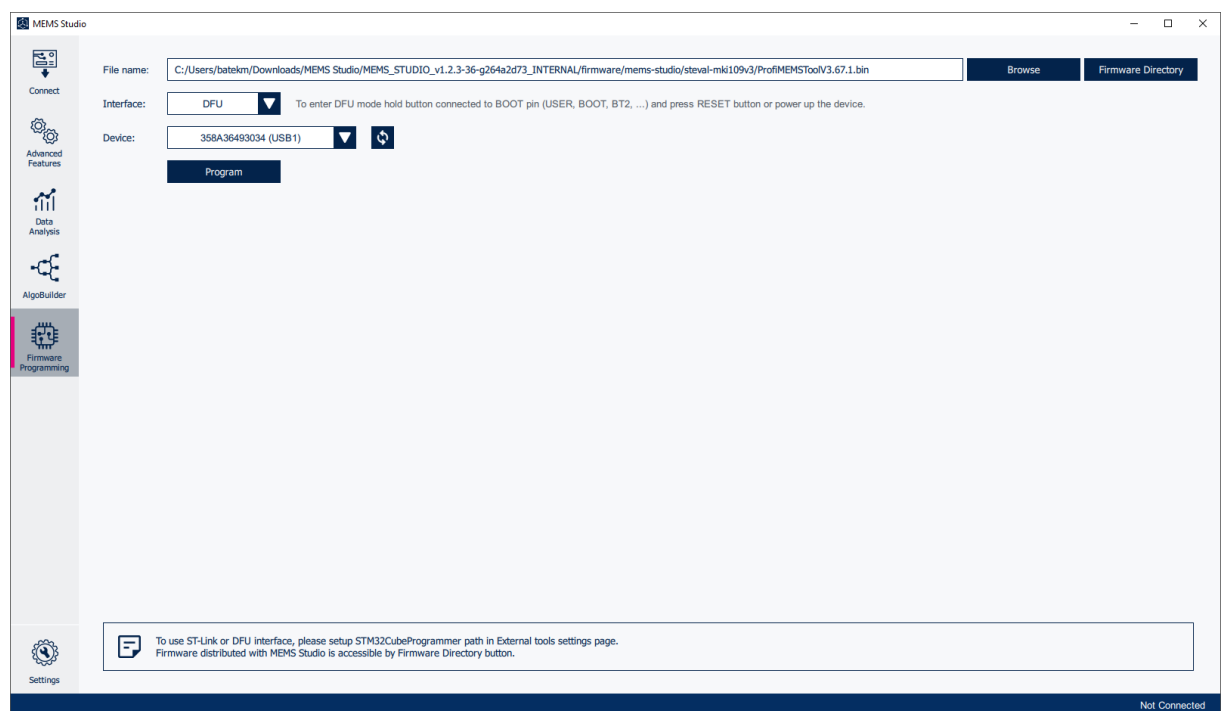 MEMS Studio
Connect
Advanced
Features
Data
Analysis
AlgoBuilder
Firmware
Programming
Settings
File name: C:/Users/batekm/Downloads/MEMS Studio/MEMS_STUDIO_v1.2.3-36-g264a2d73_INTERNAL/firmware/mems-studio/steval-mki109v3/ProfiMEMSToolV3.67.1.bin Browse Firmware Directory
Interface: DFU To enter DFU mode hold button connected to BOOT pin (USER, BOOT, BT2, ...) and press RESET button or power up the device.
Device: 358A36493034 (USB1)
Program
To use ST-Link or DFU interface, please setup STM32CubeProgrammer path in External tools settings page.
Firmware distributed with MEMS Studio is accessible by Firmware Directory button.
Not Connected